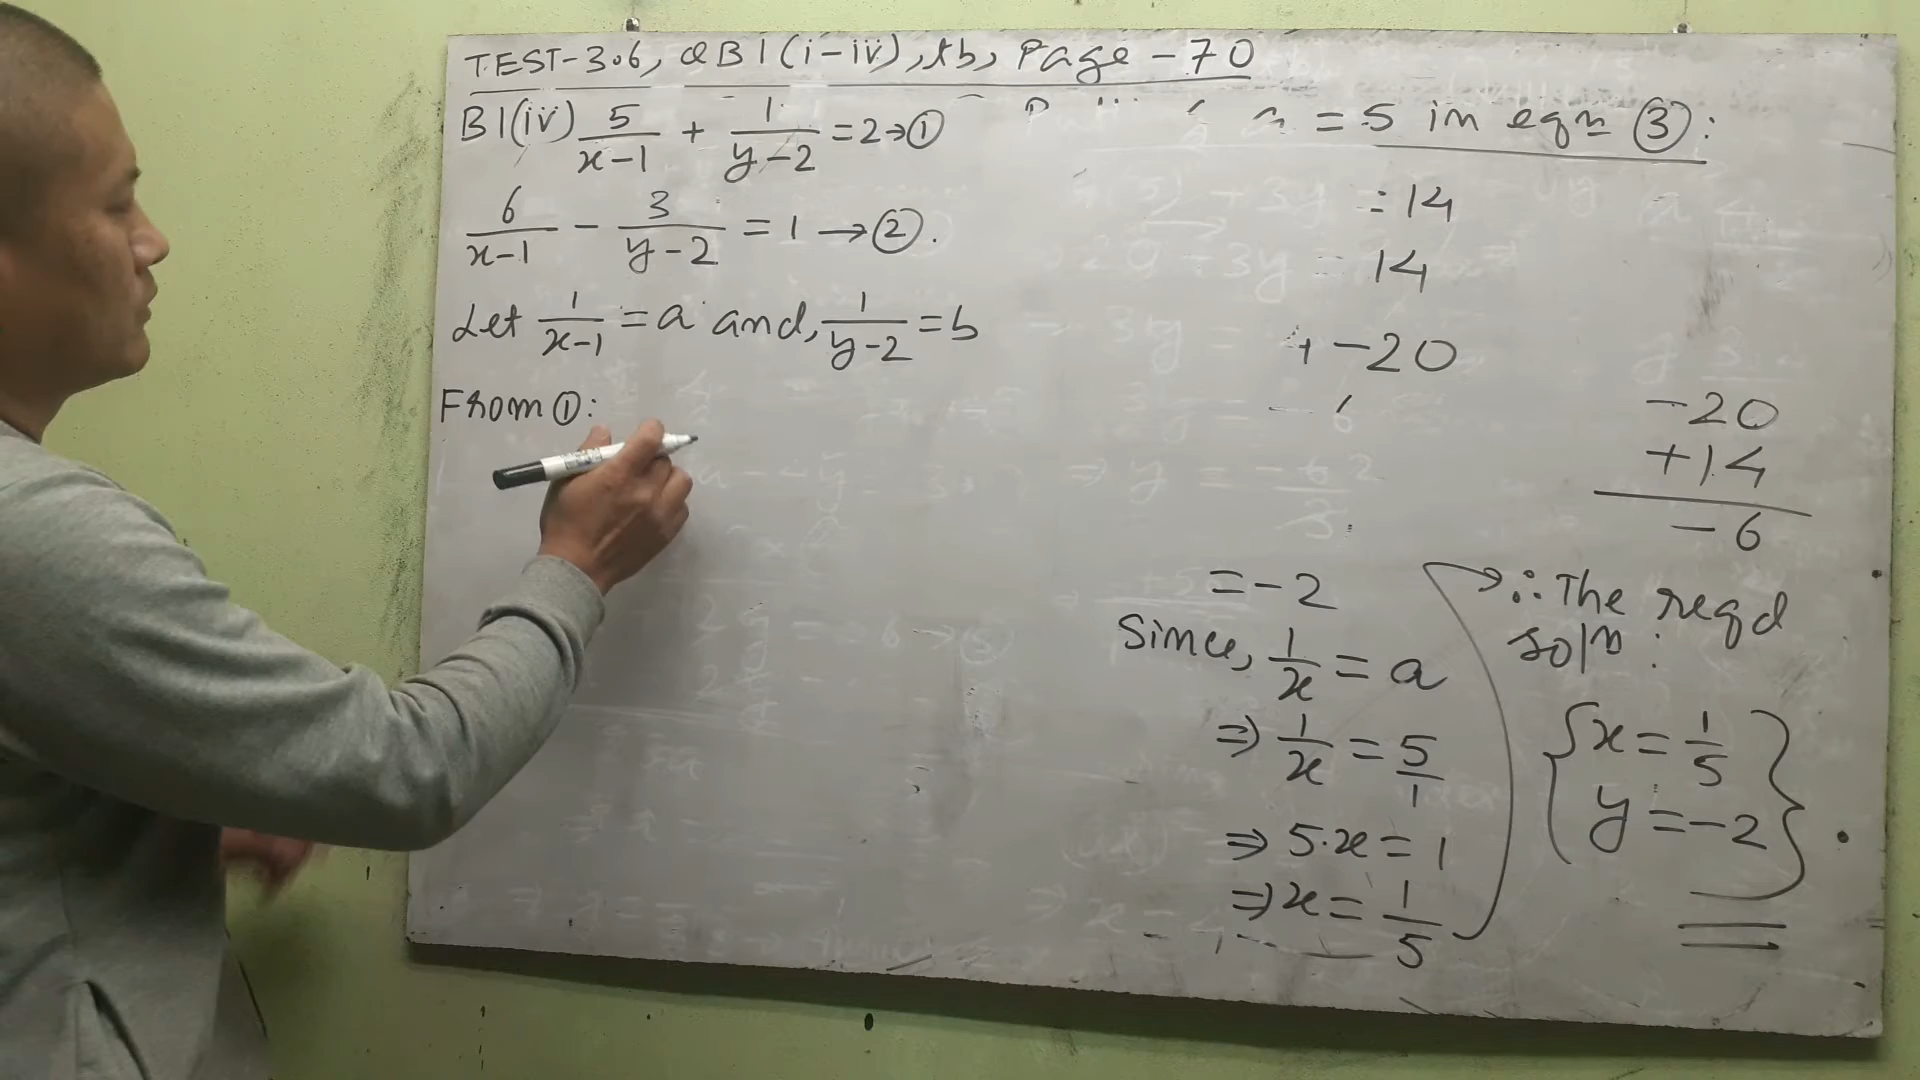 TEST-3.6, QB1(i-iv), tb, Page-70
B1(iv) 5/(x-1) + 1/(y-2) = 2 → ①
6/(x-1) - 3/(y-2) = 1 → ②.
Let 1/(x-1) = a and, 1/(y-2) = b
From ①:
= 5 in eqn ③:
= 14
14
-20
-20
+14
-6
= -2
Since, 1/x = a
⇒ 1/x = 5/1
⇒ 5.x = 1
⇒ x = 1/5
∴ The reqd
soln:
{x = 1/5
y = -2}.